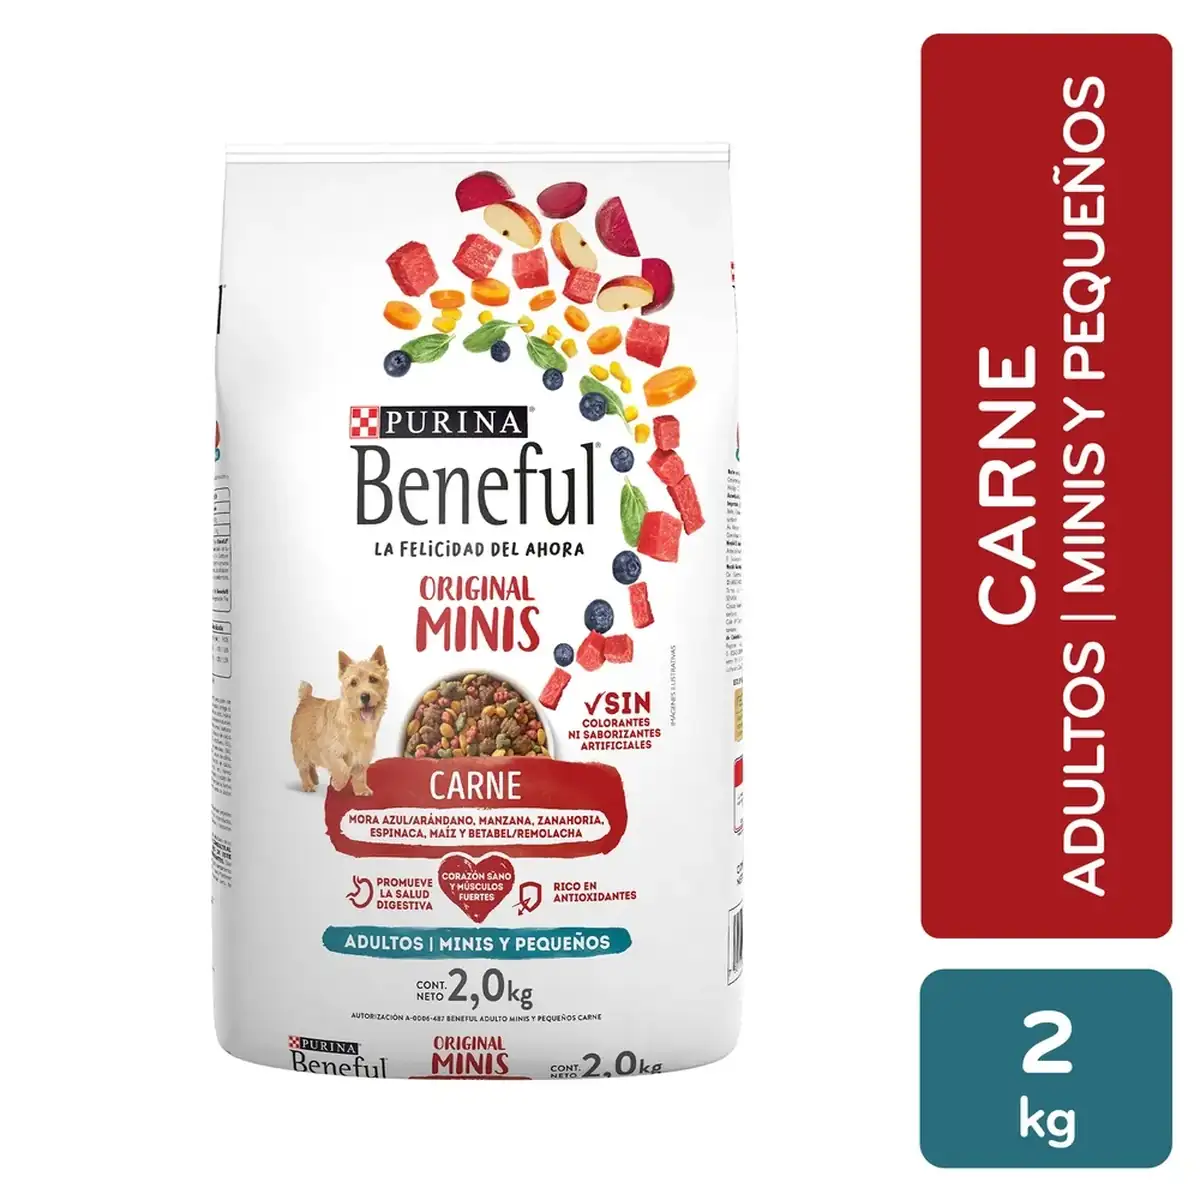 PURINA
Beneful
LA FELICIDAD DEL AHORA
ORIGINAL
MINIS
✓SIN
COLORANTES
NI SABORIZANTES
ARTIFICIALES
IMÁGENES ILUSTRATIVAS
CARNE
MORA AZUL/ARÁNDANO, MANZANA, ZANAHORIA,
ESPINACA, MAÍZ Y BETABEL/REMOLACHA
PROMUEVE
LA SALUD
DIGESTIVA
CORAZÓN SANO
Y MÚSCULOS
FUERTES
RICO EN
ANTIOXIDANTES
ADULTOS | MINIS Y PEQUEÑOS
CONT.
NETO 2,0kg
AUTORIZACIÓN A-0006-487 BENEFUL ADULTO MINIS Y PEQUEÑOS CARNE
PURINA
Beneful
ORIGINAL
MINIS
CONT.
NETO 2,0kg
CARNE
ADULTOS | MINIS Y PEQUEÑOS
2
kg